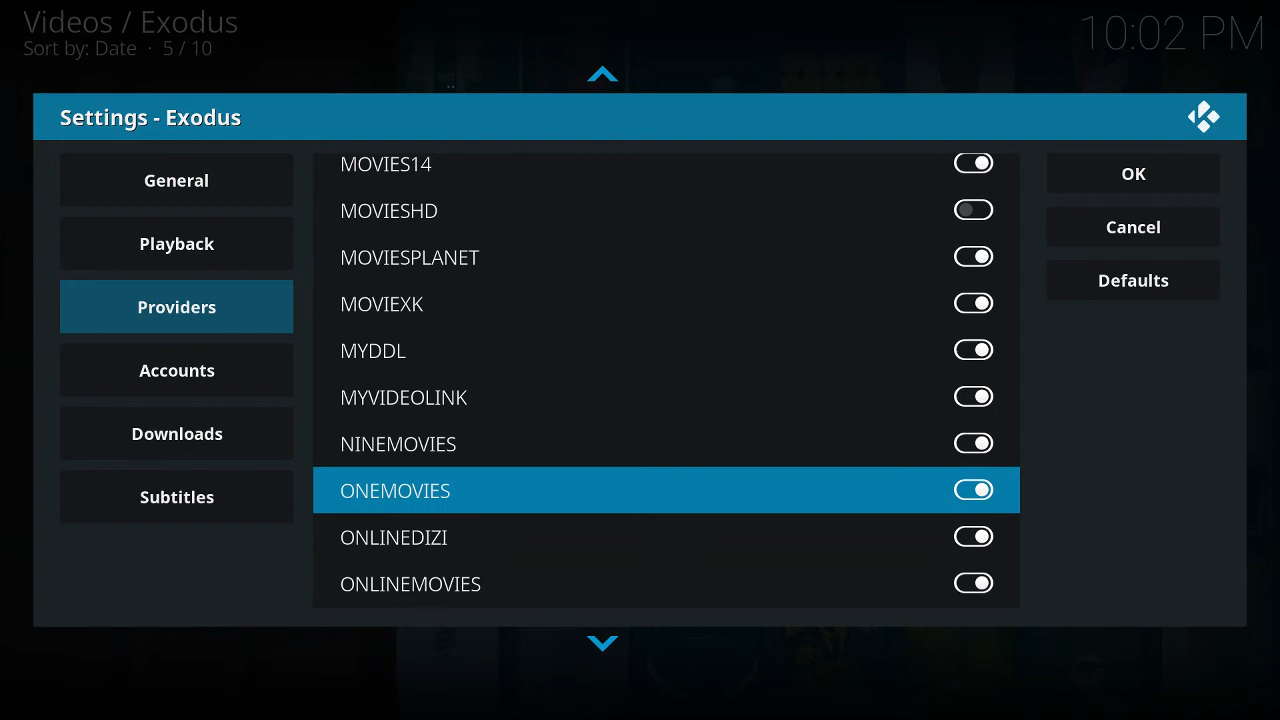 Videos / Exodus
Sort by: Date · 5 / 10
10:02 PM
Settings - Exodus
General
Playback
Providers
Accounts
Downloads
Subtitles
MOVIES14
MOVIESHD
MOVIESPLANET
MOVIEXK
MYDDL
MYVIDEOLINK
NINEMOVIES
ONEMOVIES
ONLINEDIZI
ONLINEMOVIES
OK
Cancel
Defaults